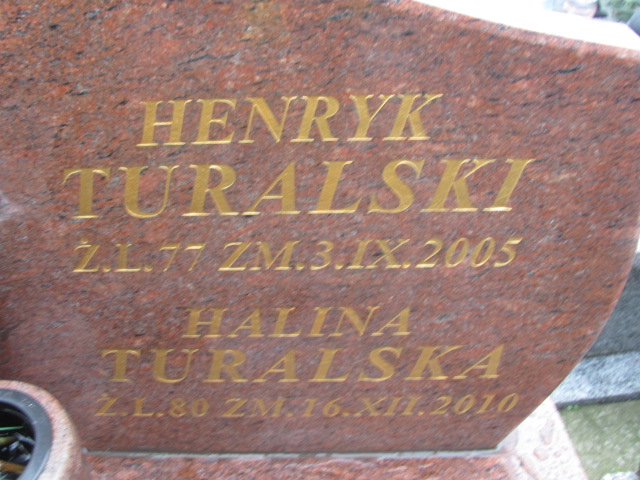 HENRYK
TURALSKI
Ż.L.77 ZM.3.IX.2005
HALINA
TURALSKA
Ż.L.80 ZM.16.XII.2010